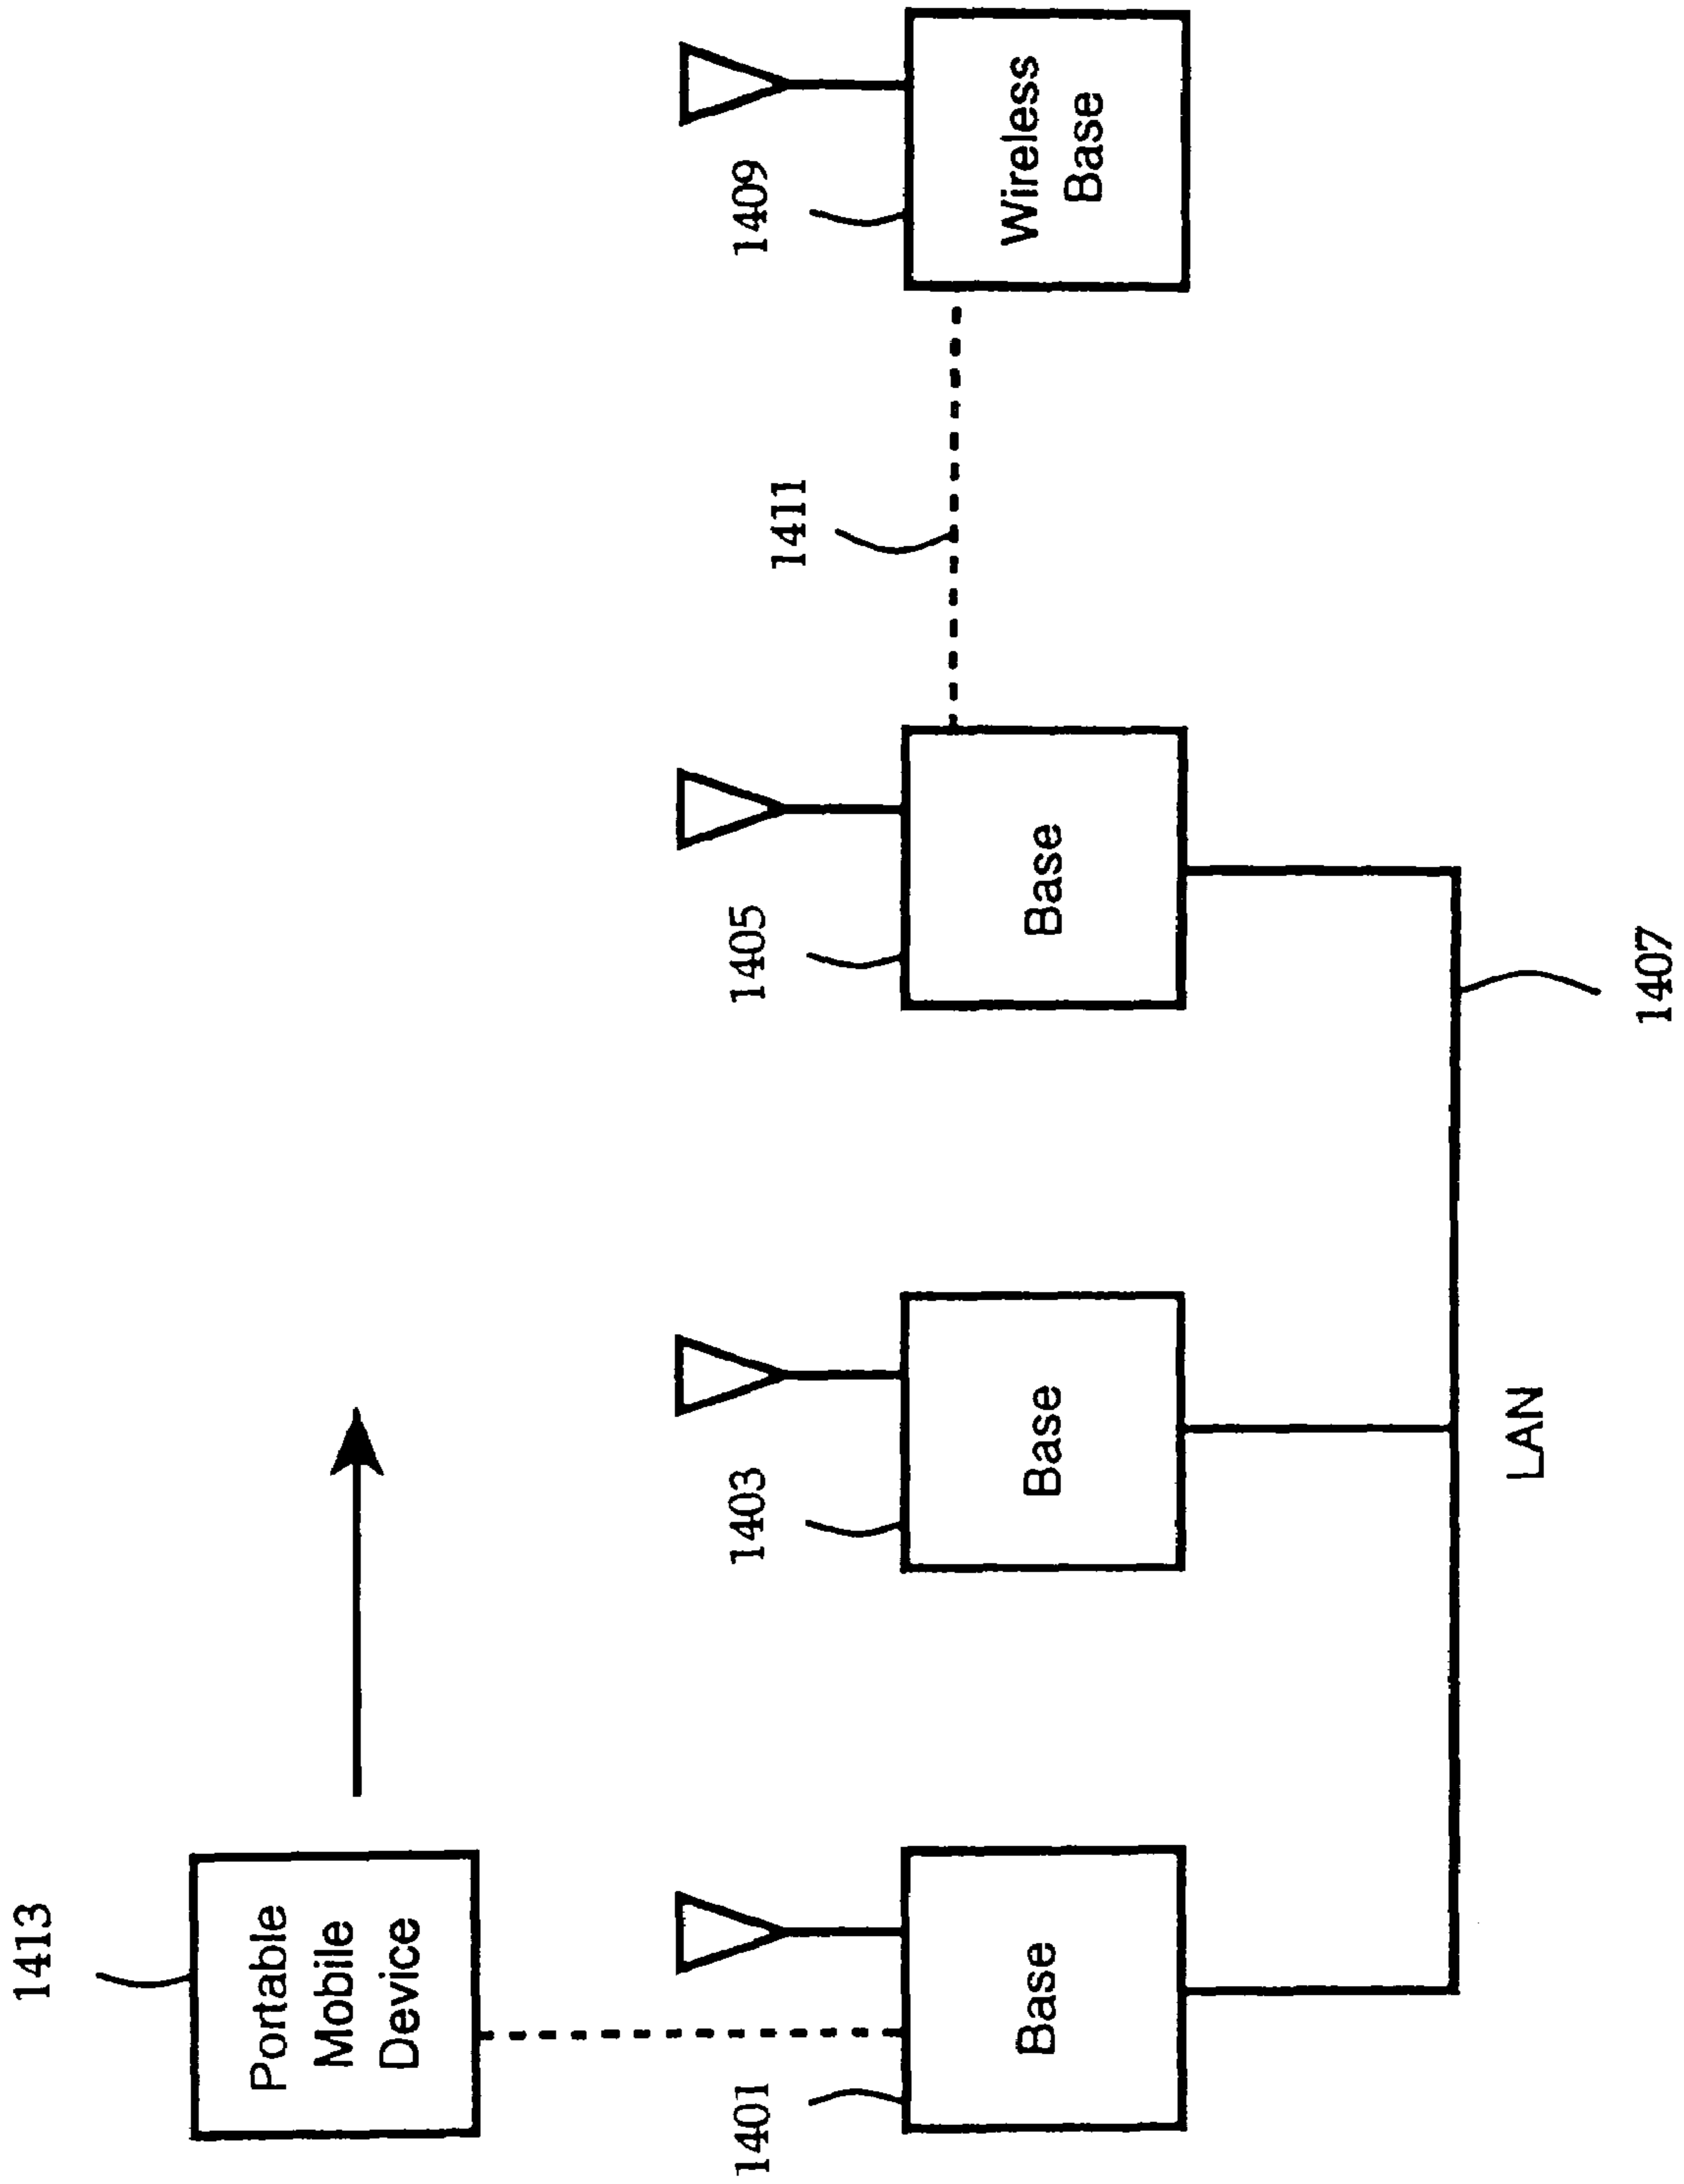 1413
Portable
Mobile
Device
1401
Base
1403
Base
1405
Base
1411
1409
Wireless
Base
LAN
1407